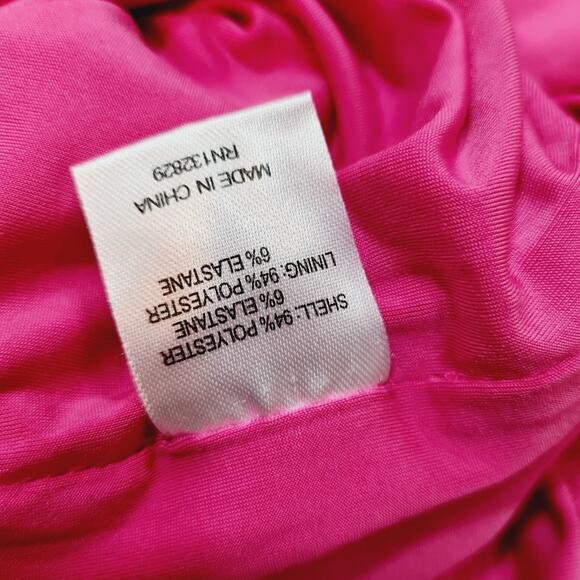 SHELL: 94% POLYESTER
6% ELASTANE
LINING: 94% POLYESTER
6% ELASTANE
MADE IN CHINA
RN132829